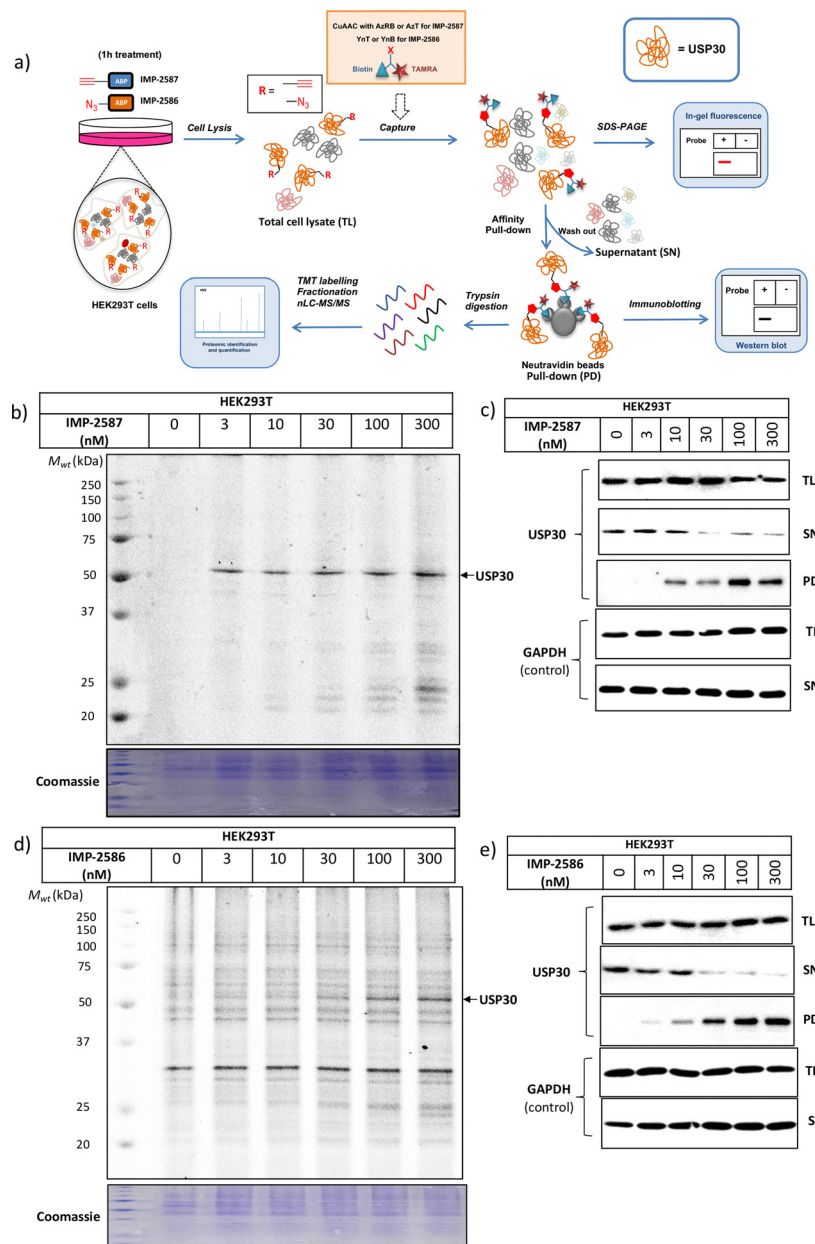 a)
(1h treatment)
ABP
IMP-2587
N3
ABP
IMP-2586
HEK293T cells
Cell Lysis
R =
N3
R
R
R
Total cell lysate (TL)
CuAAC with AzRB or AzT for IMP-2587
YnT or YnB for IMP-2586
X
Biotin
TAMRA
Capture
= USP30
SDS-PAGE
In-gel fluorescence
Probe
+
-
Affinity
Pull-down
Wash out
Supernatant (SN)
Neutravidin beads
Pull-down (PD)
Immunoblotting
Probe
+
-
Western blot
Trypsin
digestion
TMT labelling
Fractionation
nLC-MS/MS
m/z
Proteomic identification
and quantification
b)
HEK293T
IMP-2587
(nM)
0 3 10 30 100 300
Mwt (kDa)
250
150
100
75
50
37
25
20
USP30
Coomassie
c)
HEK293T
IMP-2587
(nM)
0 3 10 30 100 300
USP30
TL
SN
PD
GAPDH
(control)
TL
SN
d)
HEK293T
IMP-2586
(nM)
0 3 10 30 100 300
Mwt (kDa)
250
150
100
75
50
37
25
20
USP30
Coomassie
e)
HEK293T
IMP-2586
(nM)
0 3 10 30 100 300
USP30
TL
SN
PD
GAPDH
(control)